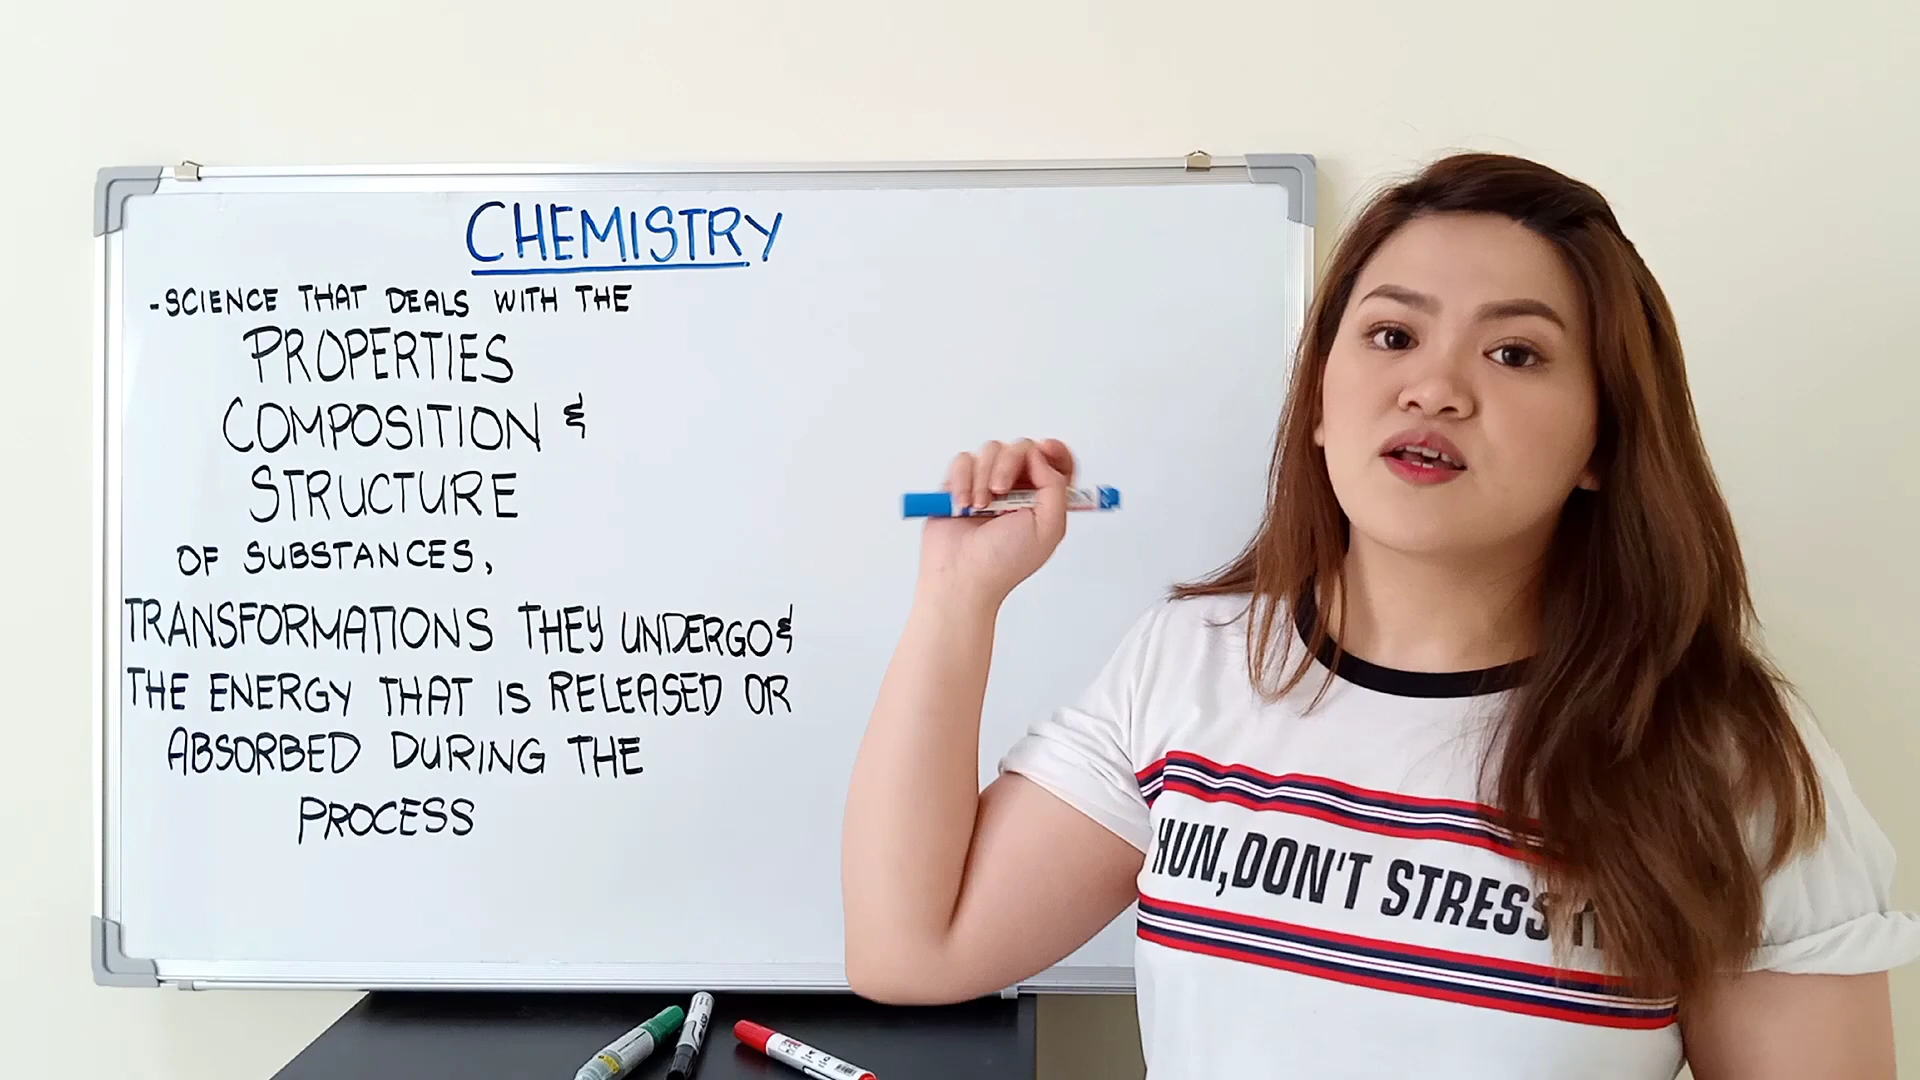 CHEMISTRY
-SCIENCE THAT DEALS WITH THE
PROPERTIES
COMPOSITION &
STRUCTURE
OF SUBSTANCES,
TRANSFORMATIONS THEY UNDERGO &
THE ENERGY THAT IS RELEASED OR
ABSORBED DURING THE
PROCESS
HUN, DON'T STRESS